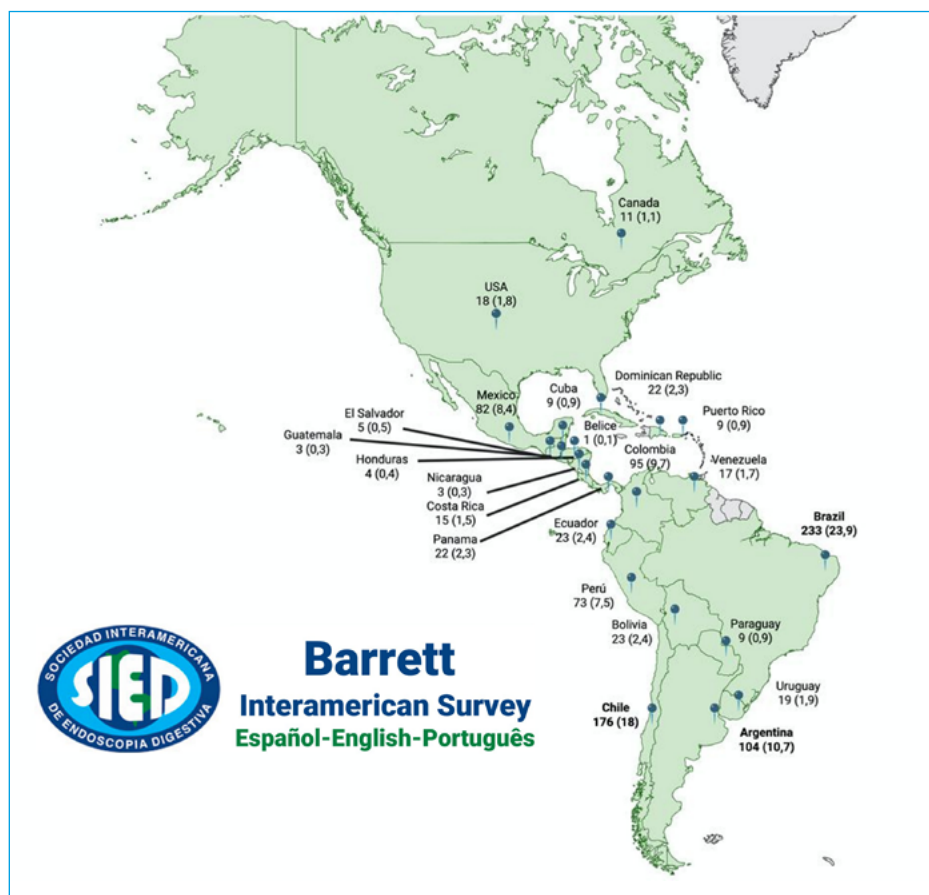 Canada
11 (1,1)
USA
18 (1,8)
Dominican Republic
22 (2,3)
Cuba
9 (0,9)
Mexico
82 (8,4)
Puerto Rico
9 (0,9)
El Salvador
5 (0,5)
Belice
1 (0,1)
Guatemala
3 (0,3)
Colombia
95 (9,7)
Honduras
4 (0,4)
Venezuela
17 (1,7)
Nicaragua
3 (0,3)
Costa Rica
15 (1,5)
Brazil
233 (23,9)
Ecuador
23 (2,4)
Panama
22 (2,3)
Perú
73 (7,5)
Bolivia
23 (2,4)
Paraguay
9 (0,9)
Uruguay
19 (1,9)
Chile
176 (18)
Argentina
104 (10,7)
SOCIEDAD INTERAMERICANA
SIED
DE ENDOSCOPIA DIGESTIVA
Barrett
Interamerican Survey
Español-English-Português